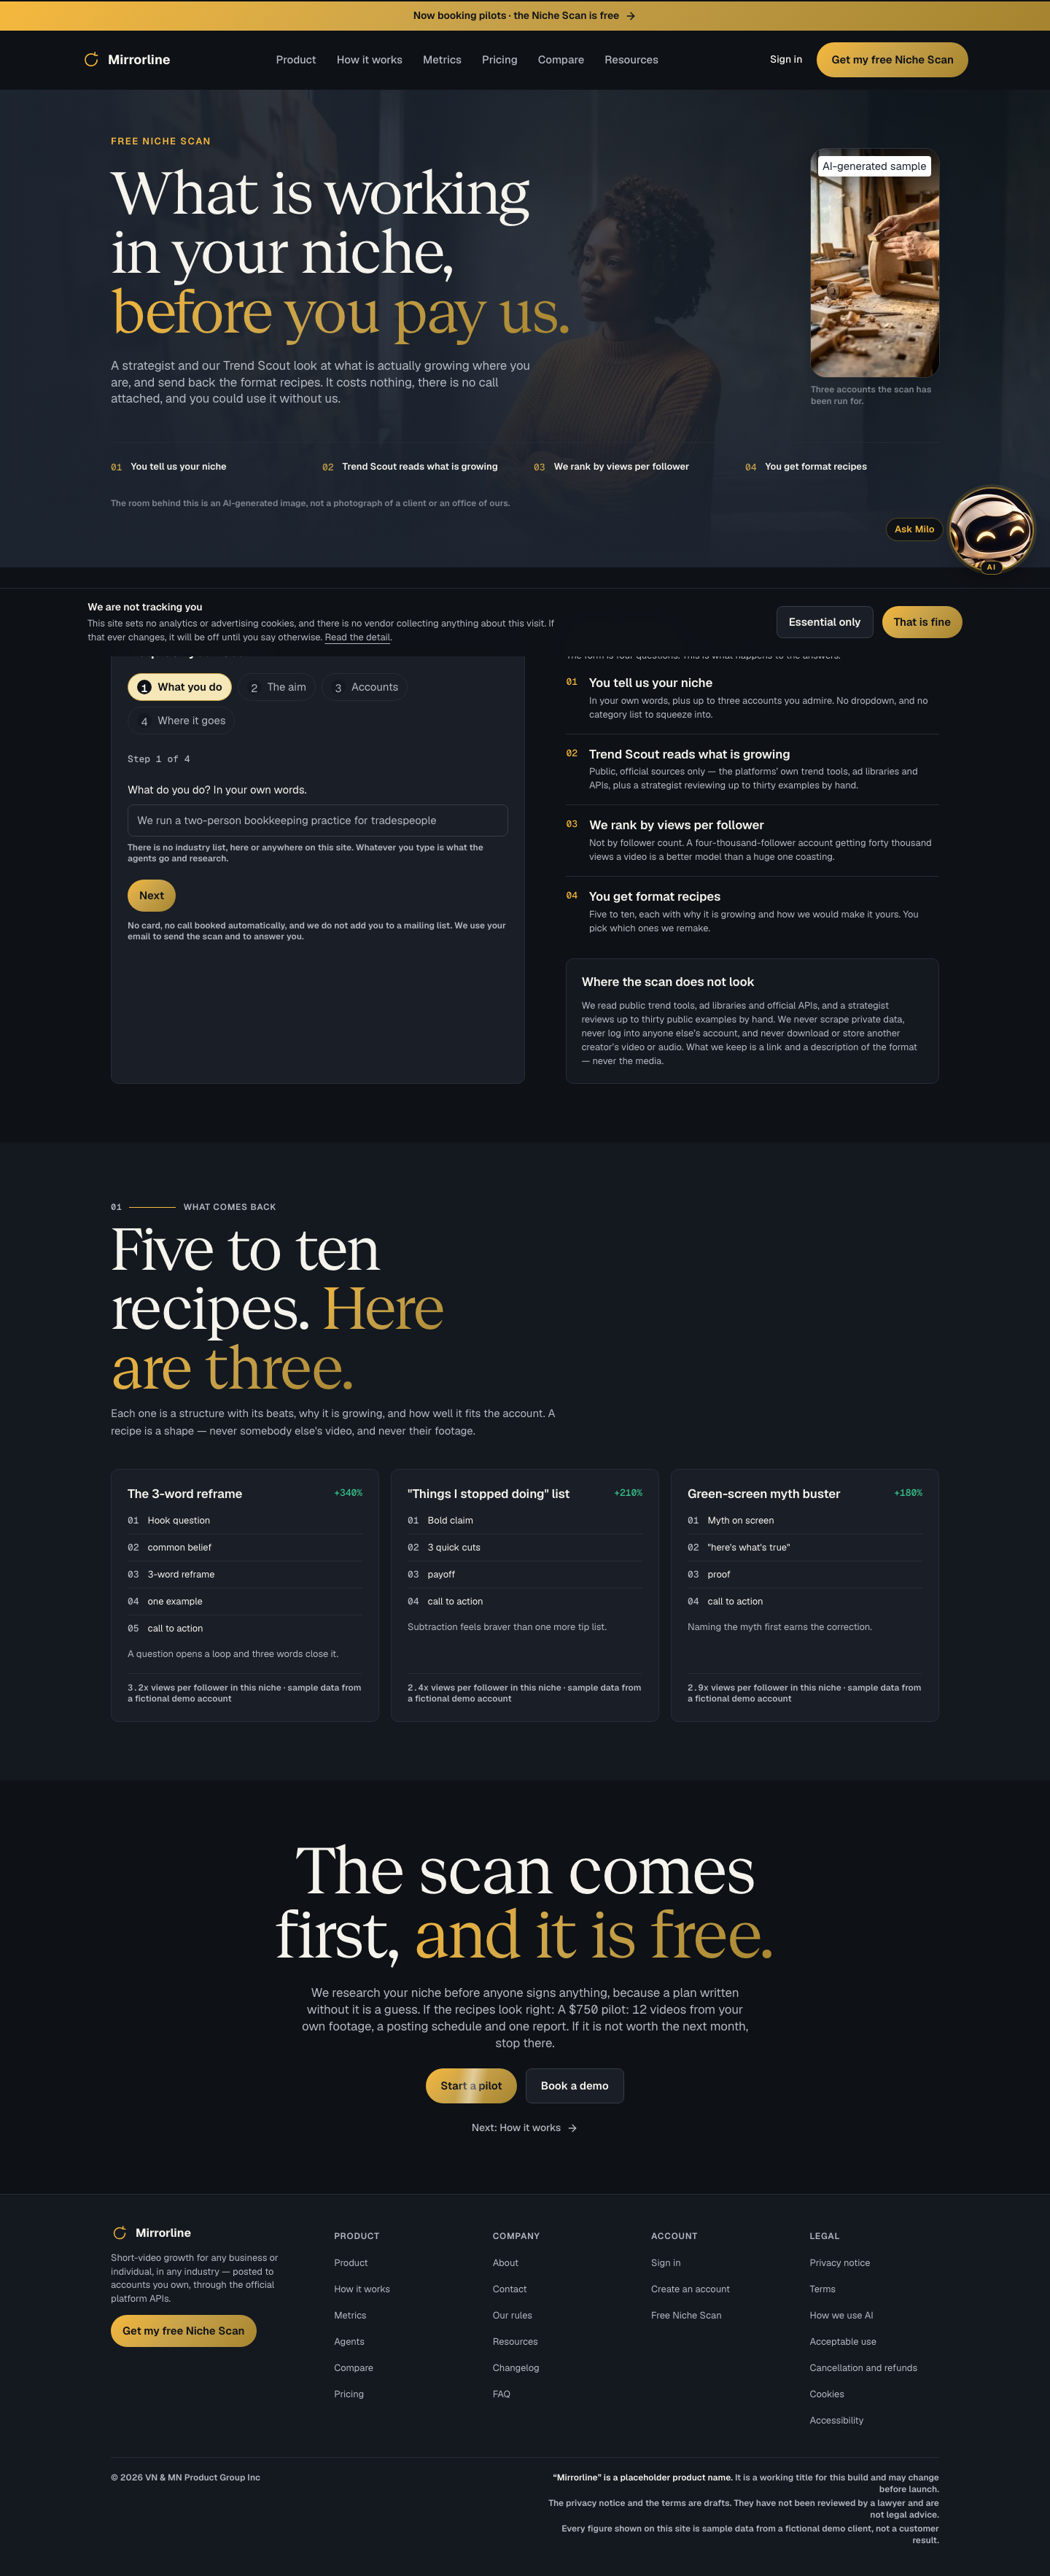 Now booking pilots · the Niche Scan is free →
Mirrorline
Product
How it works
Metrics
Pricing
Compare
Resources
Sign in
Get my free Niche Scan
FREE NICHE SCAN
What is working
in your niche,
before you pay us.
A strategist and our Trend Scout look at what is actually growing where you
are, and send back the format recipes. It costs nothing, there is no call
attached, and you could use it without us.
AI-generated sample
Three accounts the scan has
been run for.
01 You tell us your niche
02 Trend Scout reads what is growing
03 We rank by views per follower
04 You get format recipes
The room behind this is an AI-generated image, not a photograph of a client or an office of ours.
Ask Milo
AI
We are not tracking you
This site sets no analytics or advertising cookies, and there is no vendor collecting anything about this visit. If
that ever changes, it will be off until you say otherwise. Read the detail.
Essential only
That is fine
1 What you do
2 The aim
3 Accounts
4 Where it goes
Step 1 of 4
What do you do? In your own words.
We run a two-person bookkeeping practice for tradespeople
There is no industry list, here or anywhere on this site. Whatever you type is what the
agents go and research.
Next
No card, no call booked automatically, and we do not add you to a mailing list. We use your
email to send the scan and to answer you.
The form is four questions. This is what happens to the answers.
01 You tell us your niche
In your own words, plus up to three accounts you admire. No dropdown, and no
category list to squeeze into.
02 Trend Scout reads what is growing
Public, official sources only — the platforms' own trend tools, ad libraries and
APIs, plus a strategist reviewing up to thirty examples by hand.
03 We rank by views per follower
Not by follower count. A four-thousand-follower account getting forty thousand
views a video is a better model than a huge one coasting.
04 You get format recipes
Five to ten, each with why it is growing and how we would make it yours. You
pick which ones we remake.
Where the scan does not look
We read public trend tools, ad libraries and official APIs, and a strategist
reviews up to thirty public examples by hand. We never scrape private data,
never log into anyone else's account, and never download or store another
creator's video or audio. What we keep is a link and a description of the format
— never the media.
01 WHAT COMES BACK
Five to ten
recipes. Here
are three.
Each one is a structure with its beats, why it is growing, and how well it fits the account. A
recipe is a shape — never somebody else's video, and never their footage.
The 3-word reframe +340%
01 Hook question
02 common belief
03 3-word reframe
04 one example
05 call to action
A question opens a loop and three words close it.
3.2x views per follower in this niche · sample data from
a fictional demo account
"Things I stopped doing" list +210%
01 Bold claim
02 3 quick cuts
03 payoff
04 call to action
Subtraction feels braver than one more tip list.
2.4x views per follower in this niche · sample data from
a fictional demo account
Green-screen myth buster +180%
01 Myth on screen
02 "here's what's true"
03 proof
04 call to action
Naming the myth first earns the correction.
2.9x views per follower in this niche · sample data from
a fictional demo account
The scan comes
first, and it is free.
We research your niche before anyone signs anything, because a plan written
without it is a guess. If the recipes look right: A $750 pilot: 12 videos from your
own footage, a posting schedule and one report. If it is not worth the next month,
stop there.
Start a pilot
Book a demo
Next: How it works →
Mirrorline
Short-video growth for any business or
individual, in any industry — posted to
accounts you own, through the official
platform APIs.
Get my free Niche Scan
PRODUCT
Product
How it works
Metrics
Agents
Compare
Pricing
COMPANY
About
Contact
Our rules
Resources
Changelog
FAQ
ACCOUNT
Sign in
Create an account
Free Niche Scan
LEGAL
Privacy notice
Terms
How we use AI
Acceptable use
Cancellation and refunds
Cookies
Accessibility
© 2026 VN & MN Product Group Inc
“Mirrorline” is a placeholder product name. It is a working title for this build and may change
before launch.
The privacy notice and the terms are drafts. They have not been reviewed by a lawyer and are
not legal advice.
Every figure shown on this site is sample data from a fictional demo client, not a customer
result.